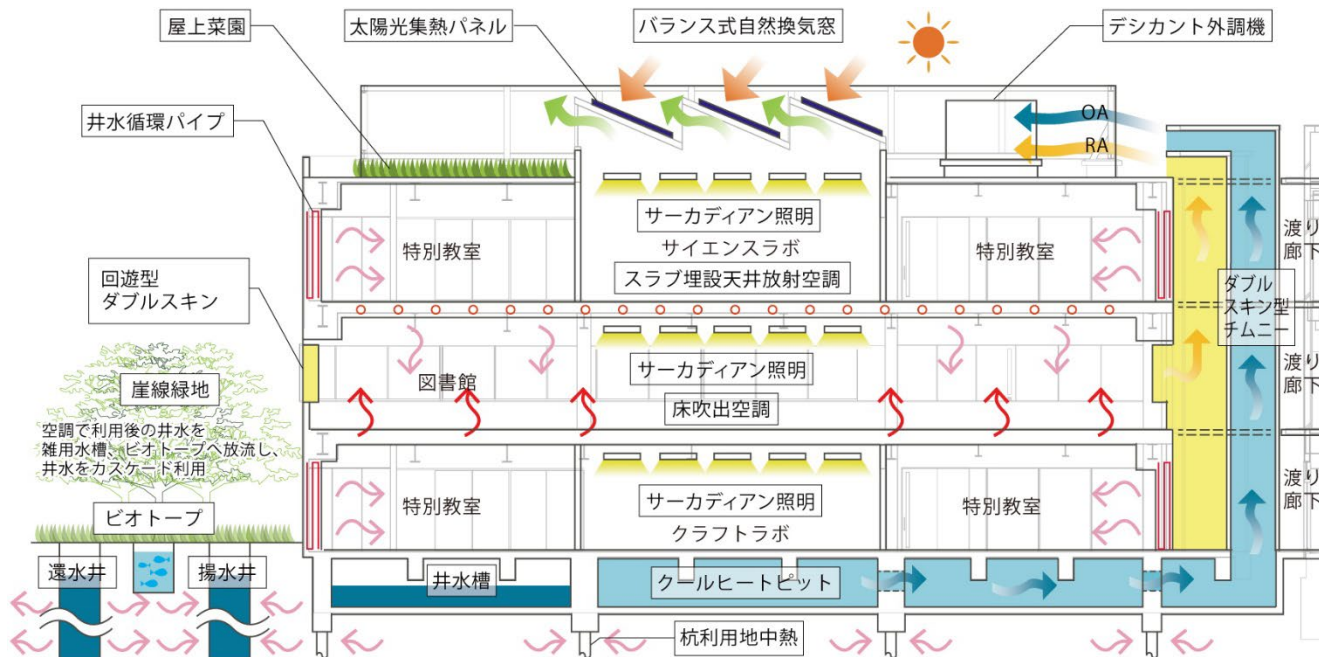 屋上菜園
太陽光集熱パネル
バランス式自然換気窓
デシカント外調機
井水循環パイプ
OA
RA
サーカディアン照明
特別教室
サイエンスラボ
特別教室
スラブ埋設天井放射空調
渡り
廊下
回遊型
ダブルスキン
ダブル
スキン型
チムニー
サーカディアン照明
図書館
床吹出空調
渡り
廊下
崖線緑地
空調で利用後の井水を
雑用水槽、ビオトープへ放流し、
井水をカスケード利用
サーカディアン照明
特別教室
クラフトラボ
特別教室
渡り
廊下
ビオトープ
還水井
揚水井
井水槽
クールヒートピット
杭利用地中熱